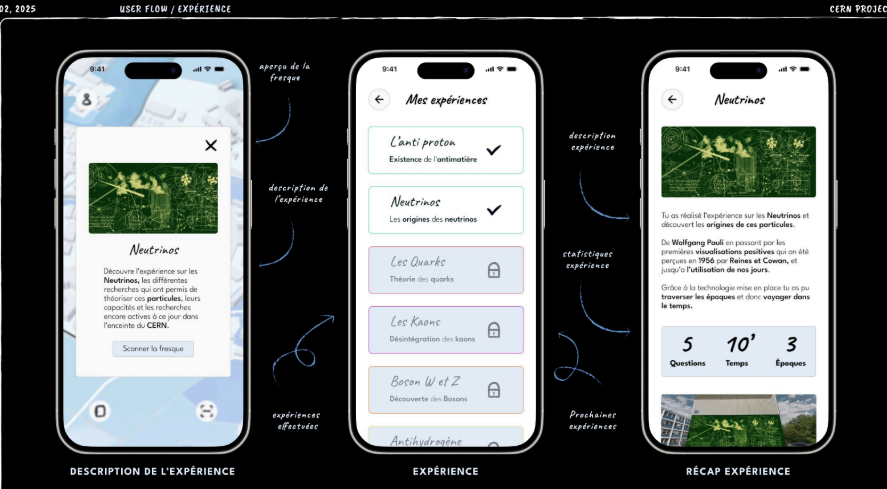 02, 2025
USER FLOW / EXPÉRIENCE
CERN PROJEC
9:41
Neutrinos
Découvre l'expérience sur les
Neutrinos, les différentes
recherches qui ont permis de
théoriser ces particules, leurs
capacités et les recherches
encore actives à ce jour dans
l'enceinte du CERN.
Scanner la fresque
DESCRIPTION DE L'EXPÉRIENCE
aperçu de la
fresque
description de
l'expérience
expériences
effectuées
9:41
Mes expériences
L'anti proton
Existence de l'antimatière
Neutrinos
Les origines des neutrinos
Les Quarks
Théorie des quarks
Les Kaons
Désintégration des kaons
Boson W et Z
Découverte des Bosons
Antihydrogène
EXPÉRIENCE
description
expérience
statistiques
expérience
Prochaines
expériences
9:41
Neutrinos
Tu as réalisé l'expérience sur les Neutrinos et
découvert les origines de ces particules.
De Wolfgang Pauli en passant par les
premières visualisations positives qui on été
perçues en 1956 par Reines et Cowan, et
jusqu'a l'utilisation de nos jours.
Grâce à la technologie mise en place tu as pu
traverser les époques et donc voyager dans
le temps.
5 10' 3
Questions Temps Époques
RÉCAP EXPÉRIENCE